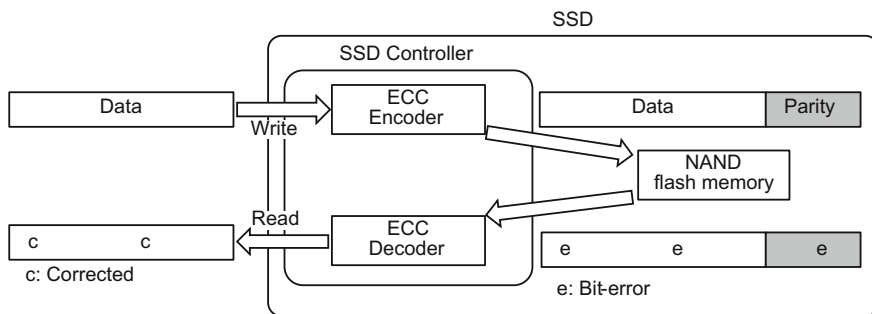 SSD
SSD Controller
Data
Write
ECC
Encoder
Data
Parity
NAND
flash memory
Read
ECC
Decoder
c
c
c: Corrected
e
e
e
e: Bit-error